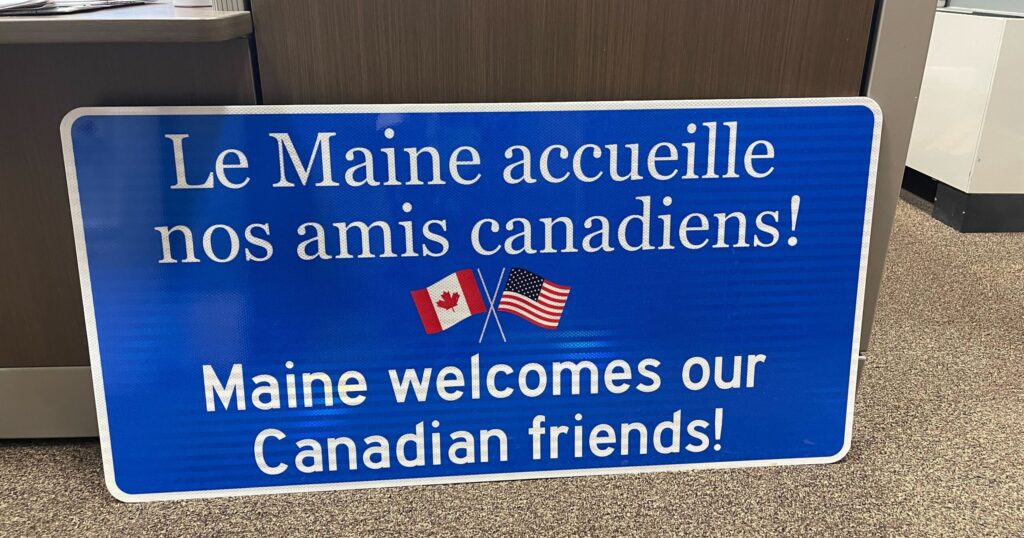 Le Maine accueille
nos amis canadiens!
Maine welcomes our
Canadian friends!